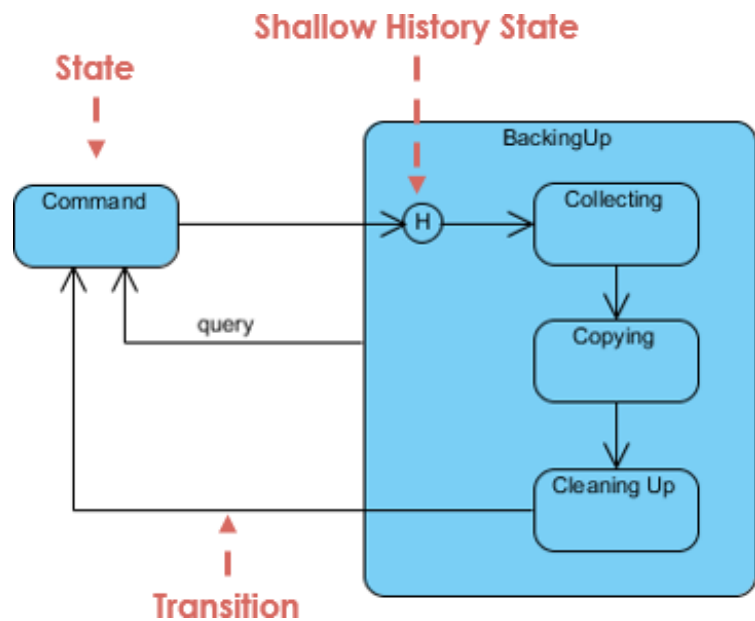 Shallow History State
State
BackingUp
Command
Collecting
H
query
Copying
Cleaning Up
Transition